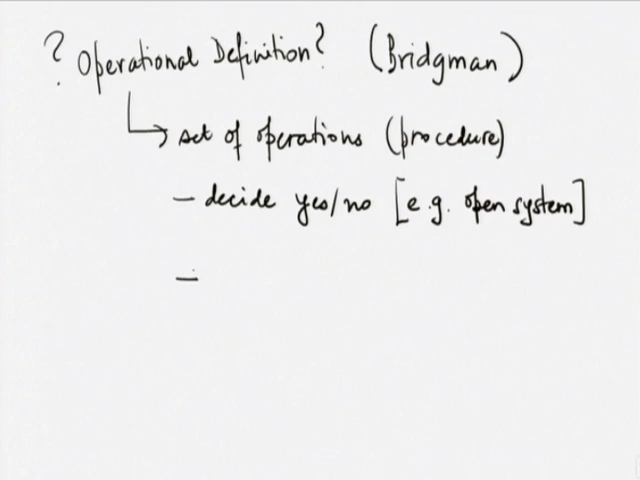 ? Operational Definition? (Bridgman)
↳ set of operations (procedure)
– decide yes/no [e.g. open system]
–